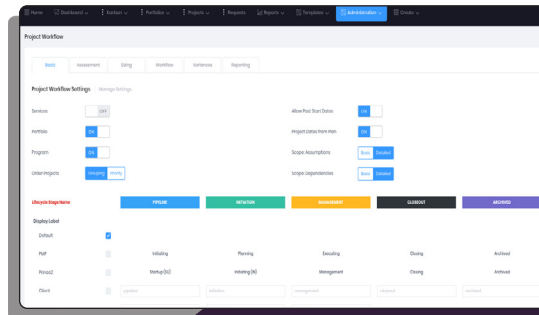 Home Dashboard Entities Portfolios Projects Requests Reports Templates Administration Create
Project Workflow
Basic Assessment Sizing Workflow Variances Reporting
Project Workflow Settings Manage Settings
Services OFF Allow Past Start Dates ON
Portfolio ON Project Dates from Plan ON
Program ON Scope: Assumptions Basic Detailed
Order Projects Grouping Priority Scope: Dependencies Basic Detailed
Lifecycle Stage Name PIPELINE INITIATION MANAGEMENT CLOSEOUT ARCHIVED
Display Label
Default
PMP Initiating Planning Executing Closing Archived
Prince2 Startup (SU) Initiating (IN) Management Closing Archived
Client pipeline initiation management closeout archived